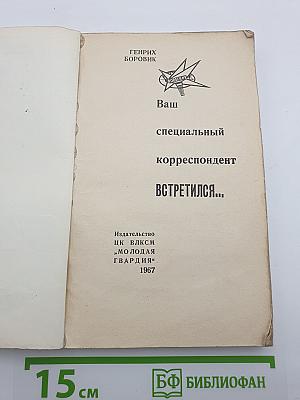 ГЕНРИХ
БОРОВИК
Ваш
специальный
корреспондент
ВСТРЕТИЛСЯ...
Издательство
ЦК ВЛКСМ
„МОЛОДАЯ
ГВАРДИЯ"
1967
15 см
БФ БИБЛИОФАН